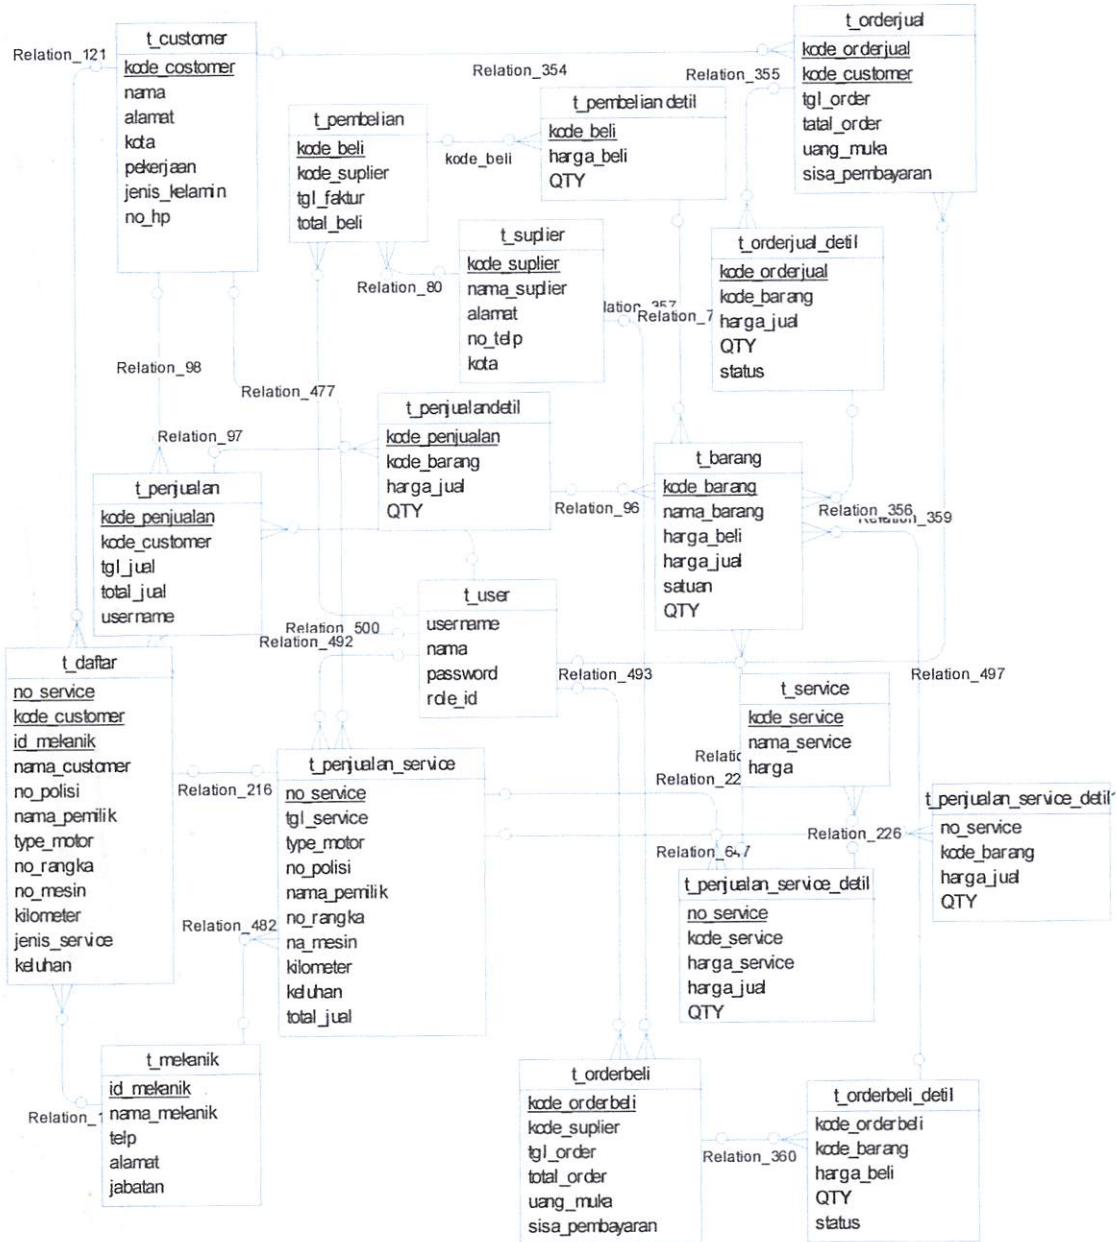 t_customer
kode_costomer
nama
alamat
kota
pekerjaan
jenis_kelamin
no_hp
Relation_121
Relation_354
t_orderjual
kode_orderjual
kode_customer
tgl_order
tatal_order
uang_muka
sisa_pembayaran
Relation_355
t_pembelian
kode_beli
kode_suplier
tgl_faktur
total_beli
kode_beli
t_pembelian detil
kode_beli
harga_beli
QTY
t_suplier
kode_suplier
nama_suplier
alamat
no_telp
kota
Relation_80
t_orderjual_detil
kode_orderjual
kode_barang
harga_jual
QTY
status
Relation_98
Relation_477
Relation_97
t_penjualandetil
kode_penjualan
kode_barang
harga_jual
QTY
Relation_96
t_barang
kode_barang
nama_barang
harga_beli
harga_jual
satuan
QTY
Relation_356
t_penjualan
kode_penjualan
kode_customer
tgl_jual
total_jual
username
t_user
username
nama
password
role_id
Relation_500
Relation_492
Relation_493
Relation_497
t_daftar
no_service
kode_customer
id_mekanik
nama_customer
no_polisi
nama_pemilik
type_motor
no_rangka
no_mesin
kilometer
jenis_service
keluhan
Relation_216
t_penjualan_service
no_service
tgl_service
type_motor
no_polisi
nama_pemilik
no_rangka
na_mesin
kilometer
keluhan
total_jual
Relation_482
t_service
kode_service
nama_service
harga
Relation_226
t_penjualan_service_detil1
no_service
kode_barang
harga_jual
QTY
Relation_647
t_penjualan_service_detil
no_service
kode_service
harga_service
harga_jual
QTY
t_mekanik
id_mekanik
nama_mekanik
telp
alamat
jabatan
t_orderbeli
kode_orderbeli
kode_suplier
tgl_order
total_order
uang_muka
sisa_pembayaran
Relation_360
t_orderbeli_detil
kode_orderbeli
kode_barang
harga_beli
QTY
status